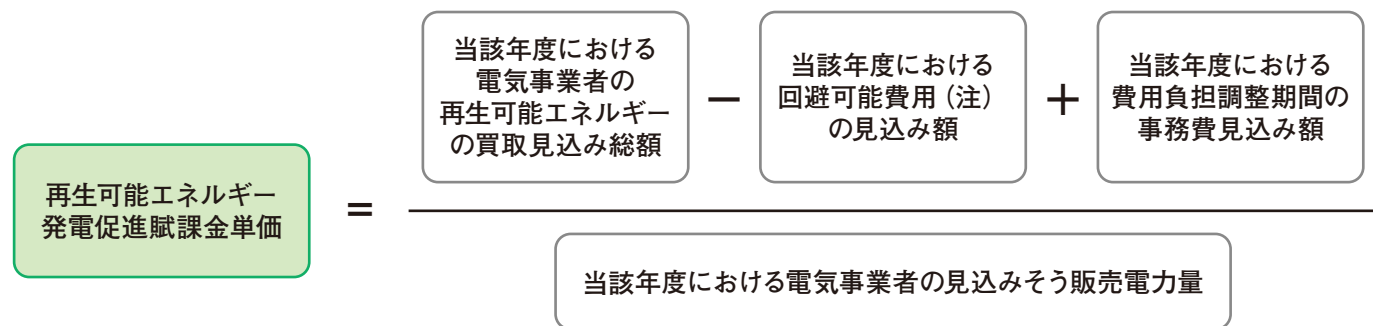 再生可能エネルギー
発電促進賦課金単価
＝
当該年度における
電気事業者の
再生可能エネルギー
の買取見込み総額
－
当該年度における
回避可能費用（注）
の見込み額
＋
当該年度における
費用負担調整期間の
事務費見込み額
当該年度における電気事業者の見込みそう販売電力量